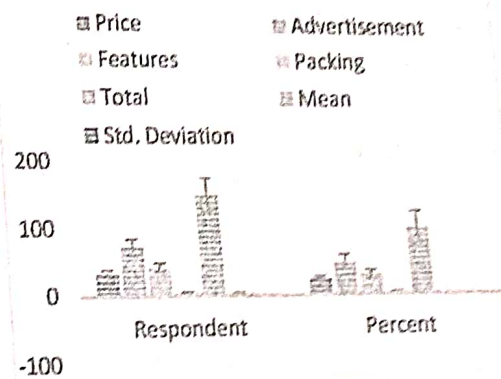 Price Advertisement
Features Packing
Total Mean
Std. Deviation
200
100
0
Respondent Percent
-100